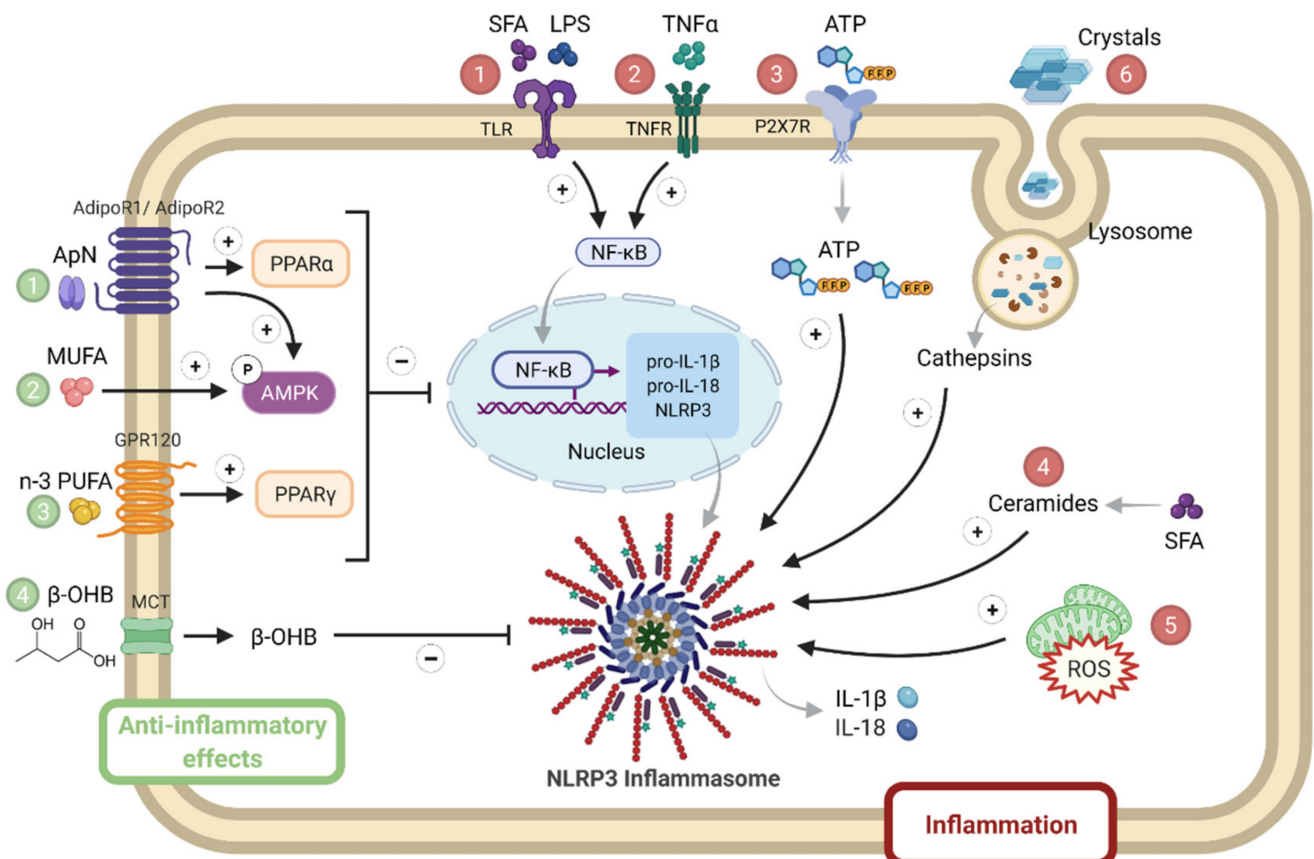 SFA LPS
TNFα
ATP
Crystals
1
2
3
6
F F P
TLR
TNFR
P2X7R
+
+
AdipoR1/ AdipoR2
ApN
1
+
PPARα
+
NF-κB
ATP
F F P
F F P
+
Lysosome
MUFA
2
+
P
AMPK
−
NF-κB
pro-IL-1β
pro-IL-18
NLRP3
Nucleus
Cathepsins
+
GPR120
n-3 PUFA
3
+
PPARγ
4
Ceramides
SFA
+
4
β-OHB
OH
O
OH
MCT
β-OHB
−
+
5
ROS
IL-1β
IL-18
Anti-inflammatory
effects
NLRP3 Inflammasome
Inflammation